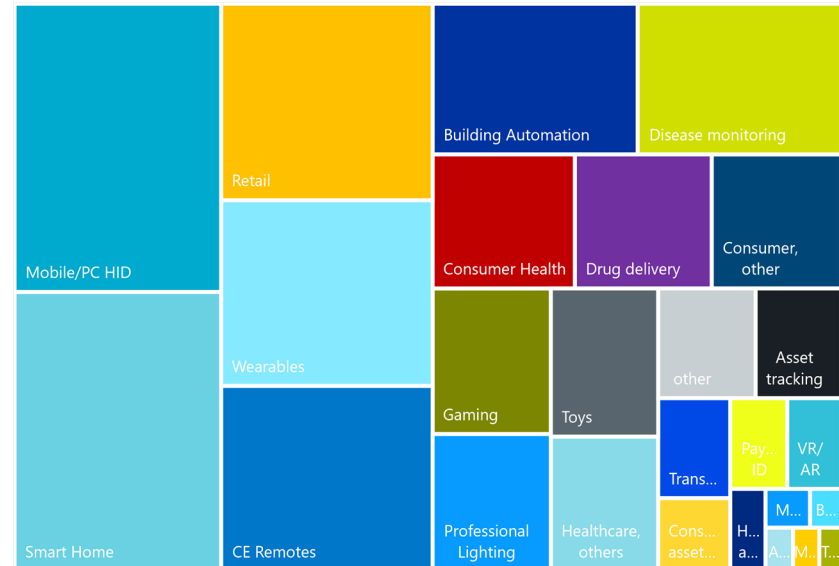 Mobile/PC HID
Smart Home
Retail
Wearables
CE Remotes
Building Automation
Disease monitoring
Consumer Health
Drug delivery
Consumer,
other
Gaming
Toys
other
Asset
tracking
Professional
Lighting
Healthcare,
others
Trans...
Pay...
ID
VR/
AR
Cons...
asset...
H...
a...
M...
B...
A...
M...
T...